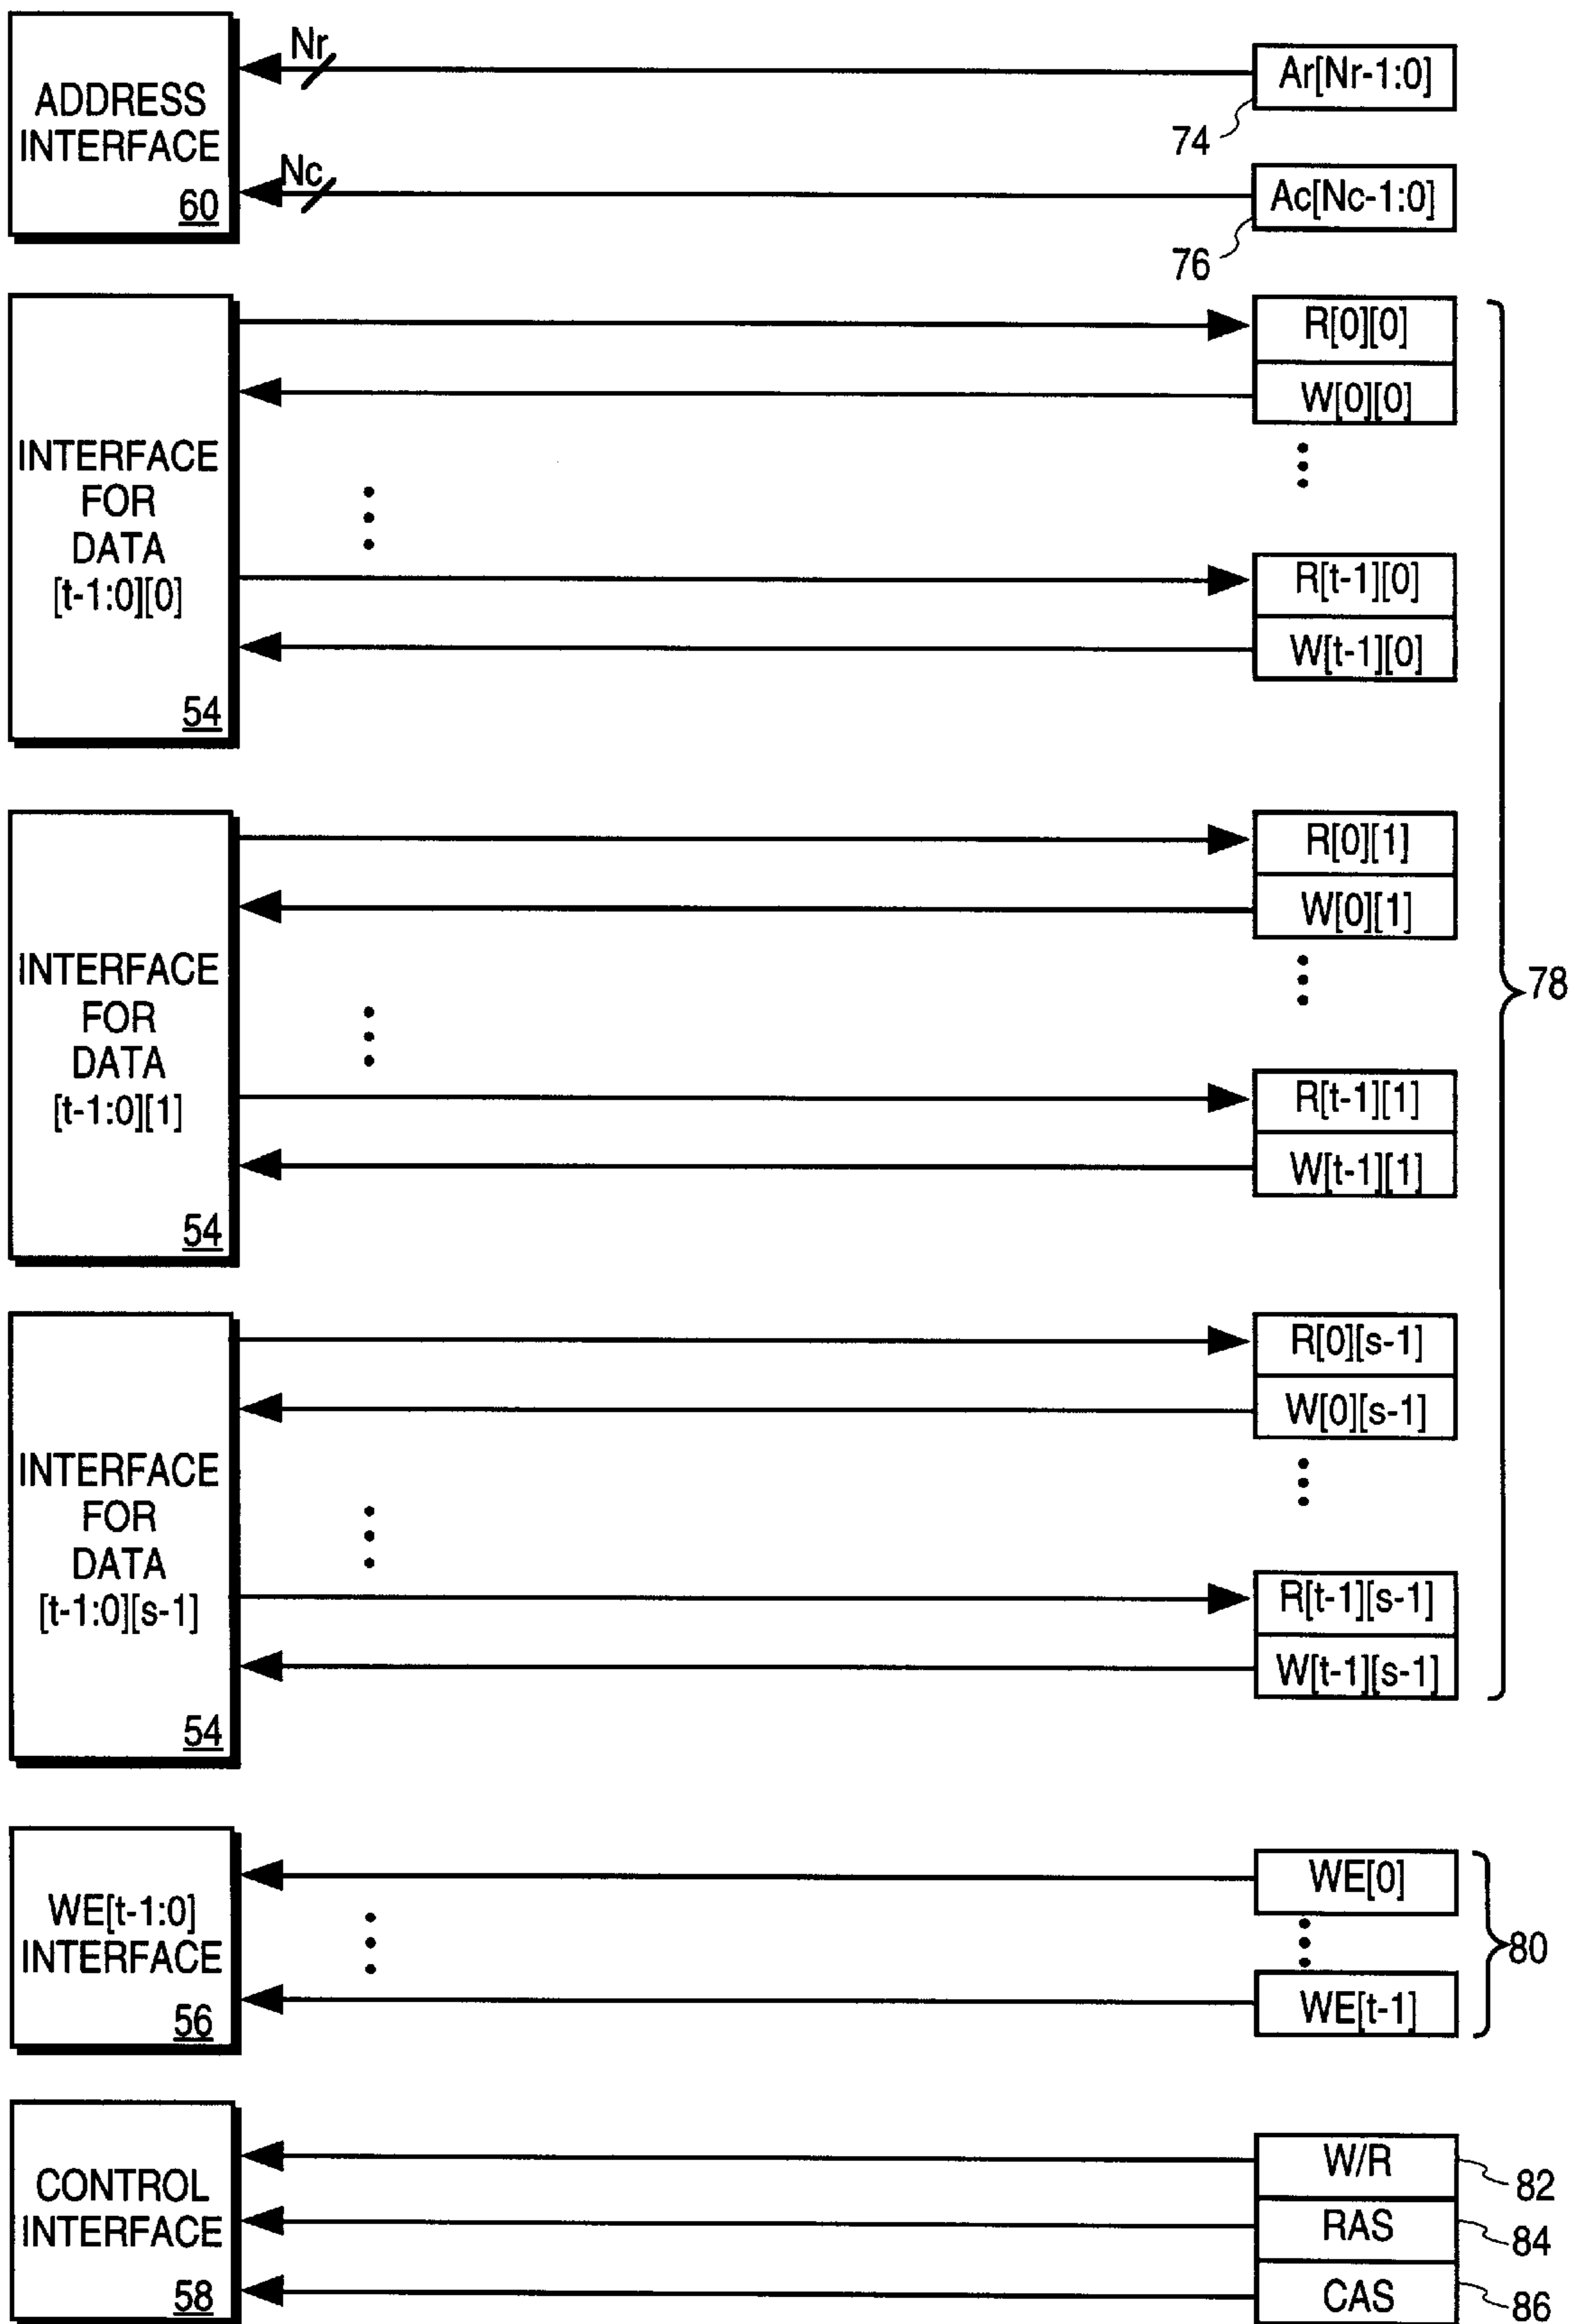 ADDRESS
INTERFACE
60
Nr
Ar[Nr-1:0]
74
Nc
Ac[Nc-1:0]
76
INTERFACE
FOR
DATA
[t-1:0][0]
54
R[0][0]
W[0][0]
R[t-1][0]
W[t-1][0]
INTERFACE
FOR
DATA
[t-1:0][1]
54
R[0][1]
W[0][1]
R[t-1][1]
W[t-1][1]
78
INTERFACE
FOR
DATA
[t-1:0][s-1]
54
R[0][s-1]
W[0][s-1]
R[t-1][s-1]
W[t-1][s-1]
WE[t-1:0]
INTERFACE
56
WE[0]
WE[t-1]
80
CONTROL
INTERFACE
58
W/R
82
RAS
84
CAS
86